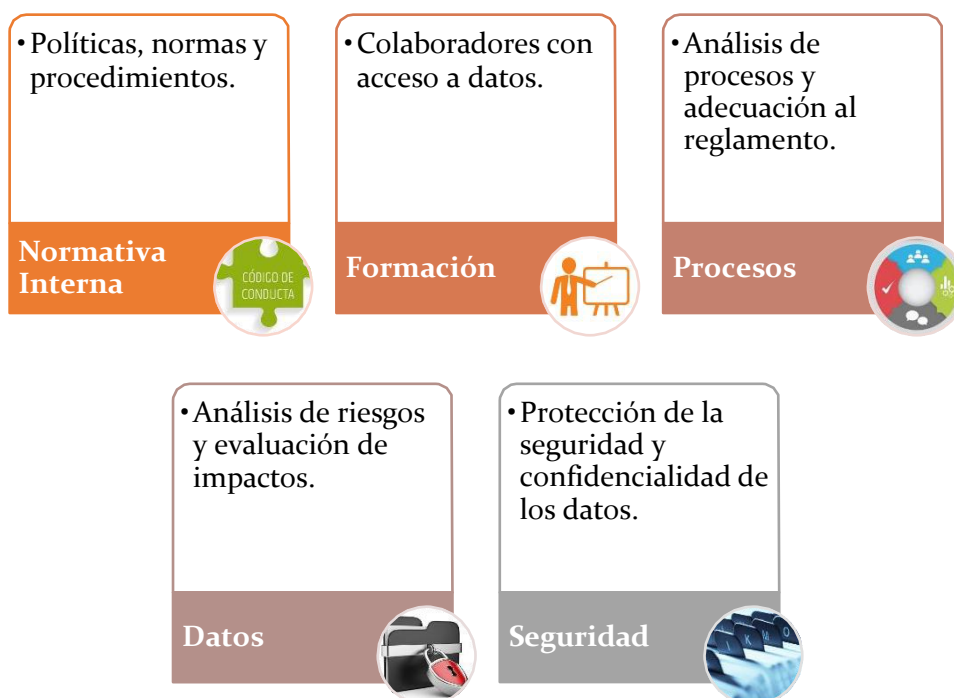 •Políticas, normas y
procedimientos.
Normativa
Interna
CÓDIGO DE
CONDUCTA
•Colaboradores con
acceso a datos.
Formación
•Análisis de
procesos y
adecuación al
reglamento.
Procesos
•Análisis de riesgos
y evaluación de
impactos.
Datos
•Protección de la
seguridad y
confidencialidad de
los datos.
Seguridad
I K M O